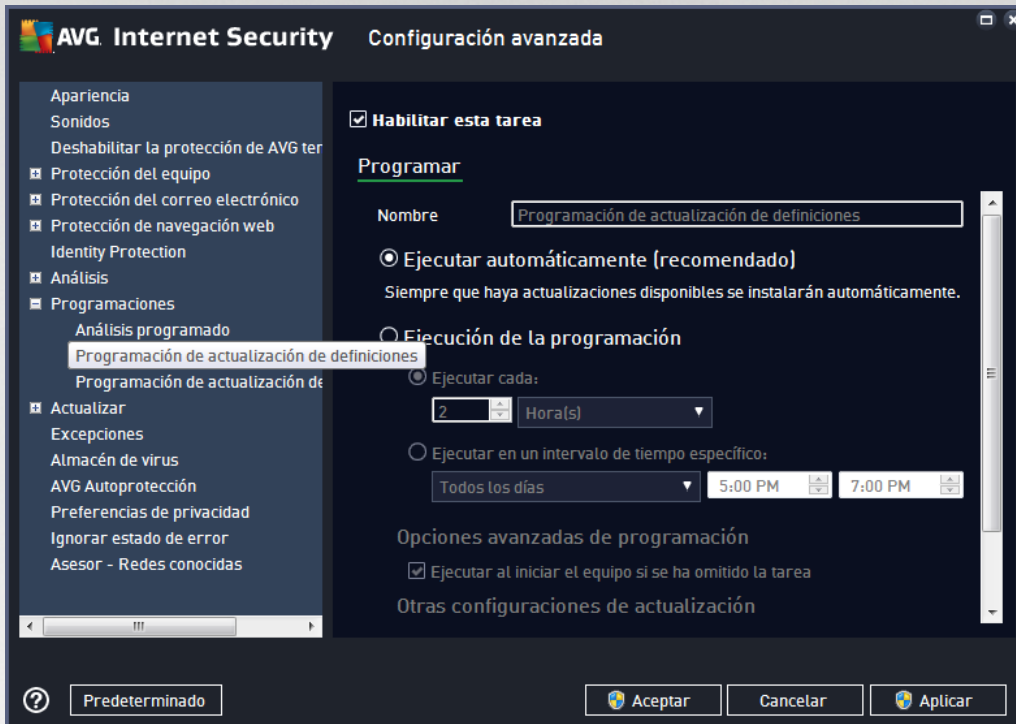 AVG Internet Security Configuración avanzada
Apariencia
Sonidos
Deshabilitar la protección de AVG ter
Protección del equipo
Protección del correo electrónico
Protección de navegación web
Identity Protection
Análisis
Programaciones
Análisis programado
Programación de actualización de definiciones
Programación de actualización de
Actualizar
Excepciones
Almacén de virus
AVG Autoprotección
Preferencias de privacidad
Ignorar estado de error
Asesor - Redes conocidas
Habilitar esta tarea
Programar
Nombre Programación de actualización de definiciones
Ejecutar automáticamente (recomendado)
Siempre que haya actualizaciones disponibles se instalarán automáticamente.
Ejecución de la programación
Ejecutar cada:
2 Hora(s)
Ejecutar en un intervalo de tiempo específico:
Todos los días 5:00 PM 7:00 PM
Opciones avanzadas de programación
Ejecutar al iniciar el equipo si se ha omitido la tarea
Otras configuraciones de actualización
? Predeterminado Aceptar Cancelar Aplicar